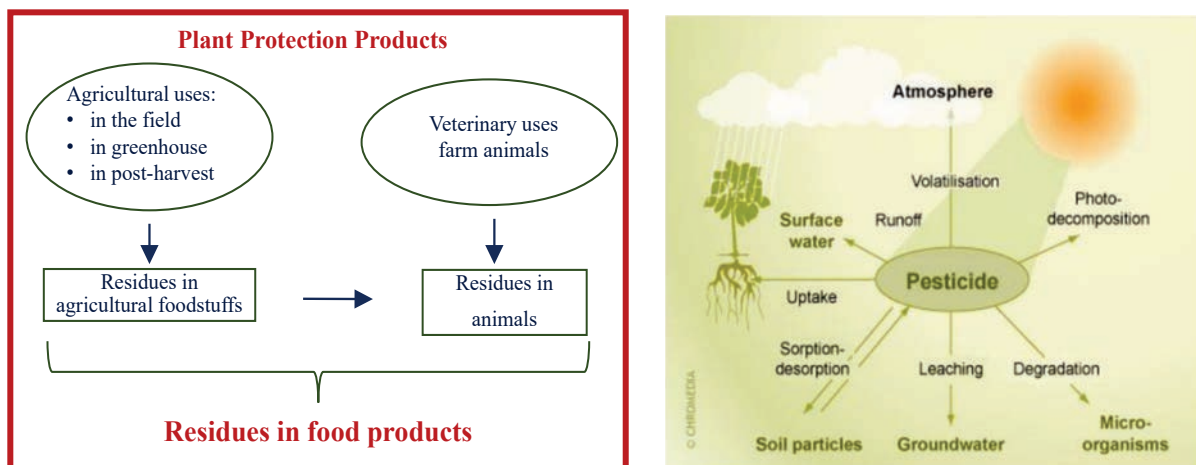 Plant Protection Products
Agricultural uses:
• in the field
• in greenhouse
• in post-harvest
Veterinary uses
farm animals
Residues in
agricultural foodstuffs
Residues in
animals
Residues in food products
Atmosphere
Volatilisation
Photo-
decomposition
Runoff
Surface
water
Pesticide
Uptake
Sorption-
desorption
Leaching
Degradation
Soil particles
Groundwater
Micro-
organisms
© CHROMEDIA